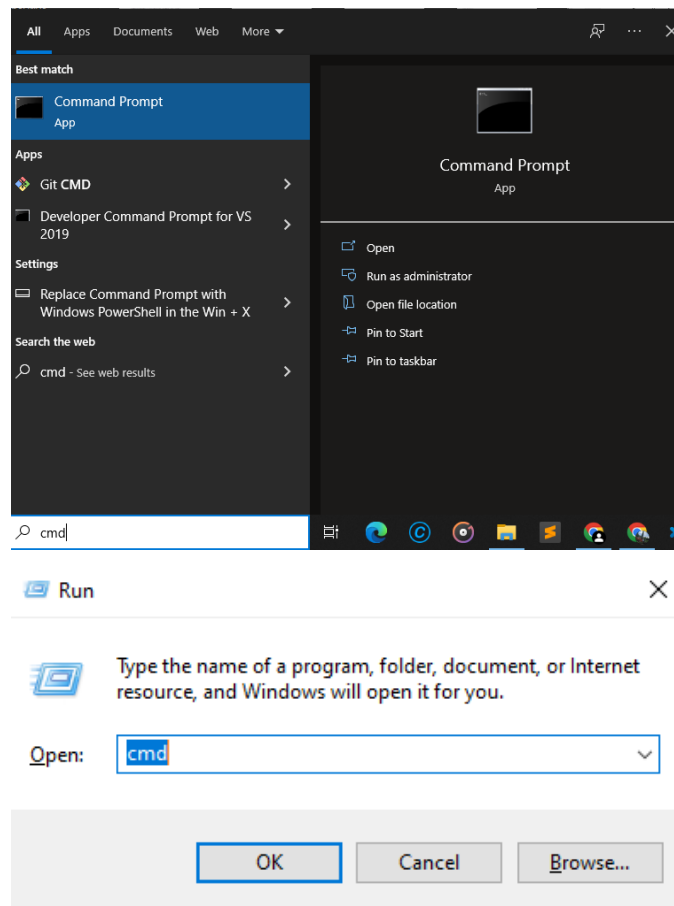 All Apps Documents Web More
Best match
Command Prompt
App
Apps
Git CMD
Developer Command Prompt for VS
2019
Settings
Replace Command Prompt with
Windows PowerShell in the Win + X
Search the web
cmd - See web results
Command Prompt
App
Open
Run as administrator
Open file location
Pin to Start
Pin to taskbar
cmd
Run
Type the name of a program, folder, document, or Internet
resource, and Windows will open it for you.
Open: cmd
OK Cancel Browse...